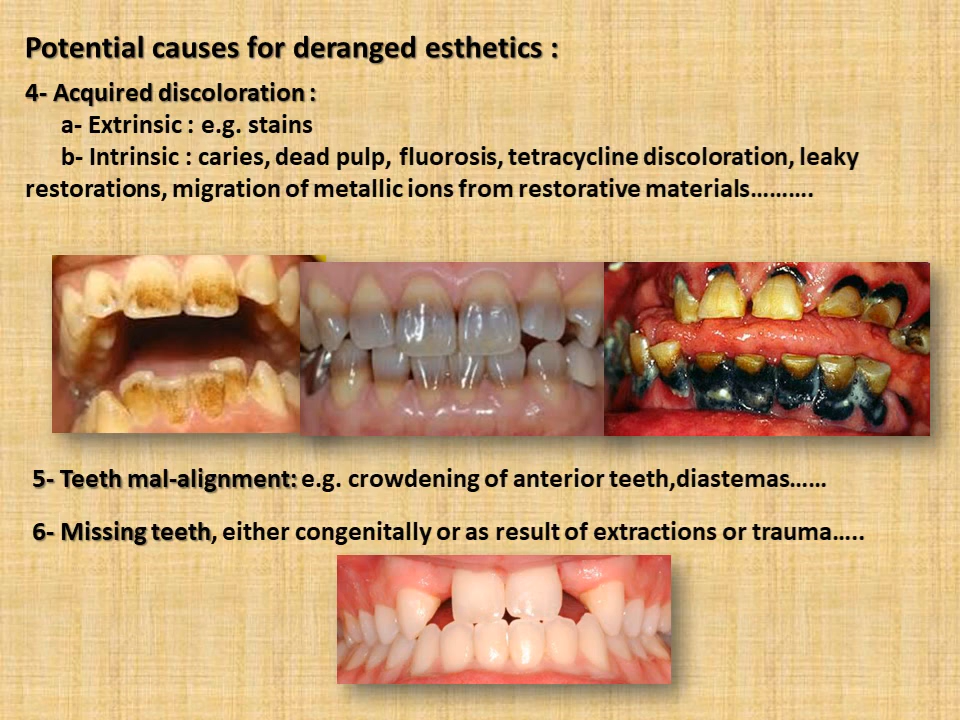 Potential causes for deranged esthetics :
4- Acquired discoloration :
a- Extrinsic : e.g. stains
b- Intrinsic : caries, dead pulp, fluorosis, tetracycline discoloration, leaky
restorations, migration of metallic ions from restorative materials……….
5- Teeth mal-alignment: e.g. crowdening of anterior teeth,diastemas……
6- Missing teeth, either congenitally or as result of extractions or trauma…..